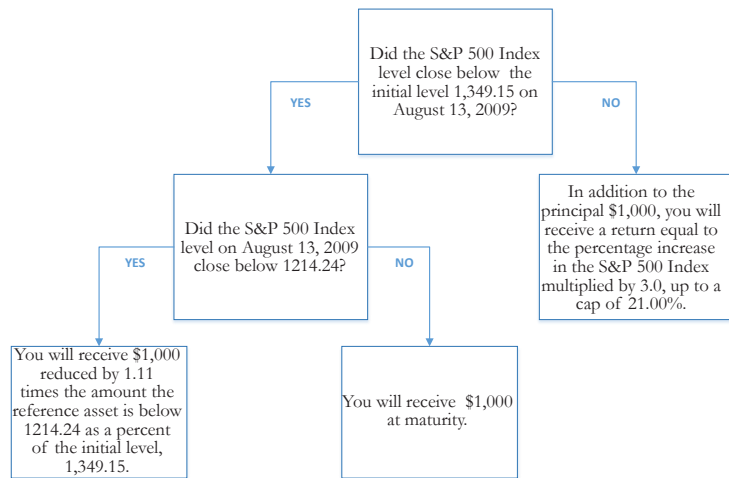 Did the S&P 500 Index
level close below the
initial level 1,349.15 on
August 13, 2009?
YES
NO
Did the S&P 500 Index
level on August 13, 2009
close below 1214.24?
In addition to the
principal $1,000, you will
receive a return equal to
the percentage increase
in the S&P 500 Index
multiplied by 3.0, up to a
cap of 21.00%.
YES
NO
You will receive $1,000
reduced by 1.11
times the amount the
reference asset is below
1214.24 as a percent
of the initial level,
1,349.15.
You will receive $1,000
at maturity.